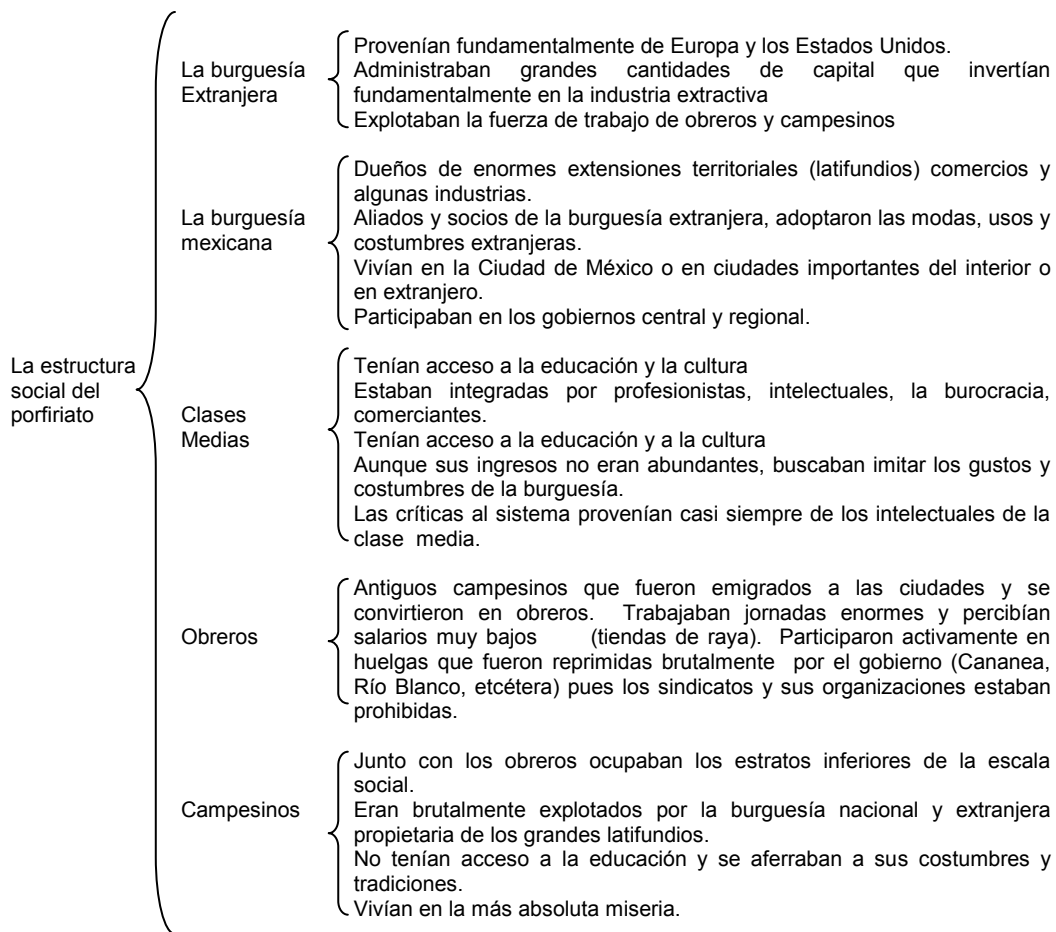 La estructura
social del
porfiriato
La burguesía
Extranjera
Provenían fundamentalmente de Europa y los Estados Unidos.
Administraban grandes cantidades de capital que invertían
fundamentalmente en la industria extractiva
Explotaban la fuerza de trabajo de obreros y campesinos
La burguesía
mexicana
Dueños de enormes extensiones territoriales (latifundios) comercios y
algunas industrias.
Aliados y socios de la burguesía extranjera, adoptaron las modas, usos y
costumbres extranjeras.
Vivían en la Ciudad de México o en ciudades importantes del interior o
en extranjero.
Participaban en los gobiernos central y regional.
Clases
Medias
Tenían acceso a la educación y la cultura
Estaban integradas por profesionistas, intelectuales, la burocracia,
comerciantes.
Tenían acceso a la educación y a la cultura
Aunque sus ingresos no eran abundantes, buscaban imitar los gustos y
costumbres de la burguesía.
Las críticas al sistema provenían casi siempre de los intelectuales de la
clase media.
Obreros
Antiguos campesinos que fueron emigrados a las ciudades y se
convirtieron en obreros. Trabajaban jornadas enormes y percibían
salarios muy bajos (tiendas de raya). Participaron activamente en
huelgas que fueron reprimidas brutalmente por el gobierno (Cananea,
Río Blanco, etcétera) pues los sindicatos y sus organizaciones estaban
prohibidas.
Campesinos
Junto con los obreros ocupaban los estratos inferiores de la escala
social.
Eran brutalmente explotados por la burguesía nacional y extranjera
propietaria de los grandes latifundios.
No tenían acceso a la educación y se aferraban a sus costumbres y
tradiciones.
Vivían en la más absoluta miseria.